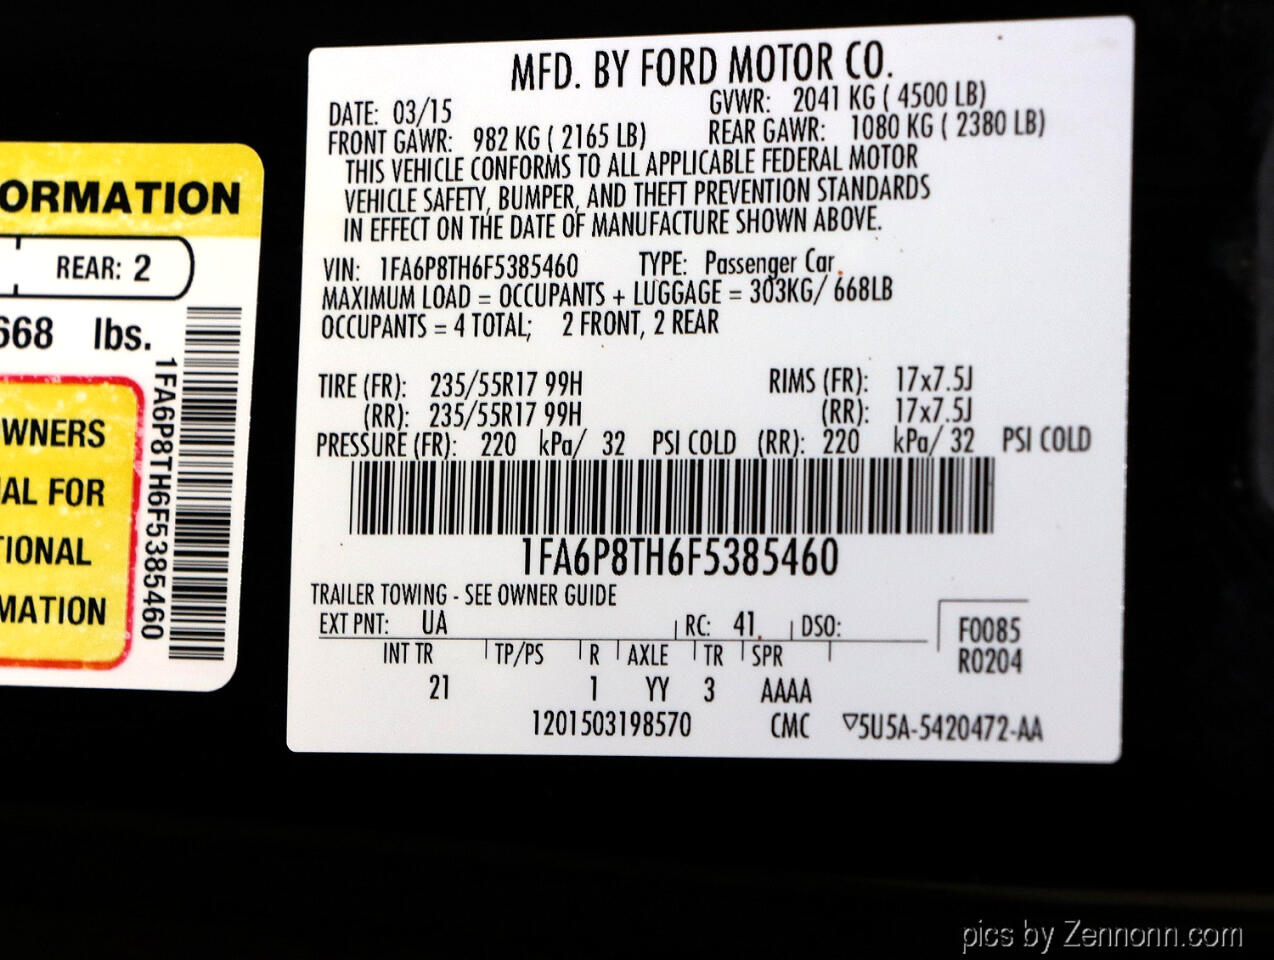 ORMATION
REAR: 2
668 lbs.
1FA6P8TH6F5385460
WNERS
AL FOR
TIONAL
MATION
MFD. BY FORD MOTOR CO.
DATE: 03/15 GVWR: 2041 KG ( 4500 LB)
FRONT GAWR: 982 KG ( 2165 LB) REAR GAWR: 1080 KG ( 2380 LB)
THIS VEHICLE CONFORMS TO ALL APPLICABLE FEDERAL MOTOR
VEHICLE SAFETY, BUMPER, AND THEFT PREVENTION STANDARDS
IN EFFECT ON THE DATE OF MANUFACTURE SHOWN ABOVE.
VIN: 1FA6P8TH6F5385460 TYPE: Passenger Car
MAXIMUM LOAD = OCCUPANTS + LUGGAGE = 303KG/ 668LB
OCCUPANTS = 4 TOTAL; 2 FRONT, 2 REAR
TIRE (FR): 235/55R17 99H RIMS (FR): 17x7.5J
(RR): 235/55R17 99H (RR): 17x7.5J
PRESSURE (FR): 220 kPa/ 32 PSI COLD (RR): 220 kPa/ 32 PSI COLD
1FA6P8TH6F5385460
TRAILER TOWING - SEE OWNER GUIDE
EXT PNT: UA RC: 41 DSO: F0085
INT TR TP/PS R AXLE TR SPR R0204
21 1 YY 3 AAAA
1201503198570 CMC ▽5U5A-5420472-AA
pics by Zennonn.com